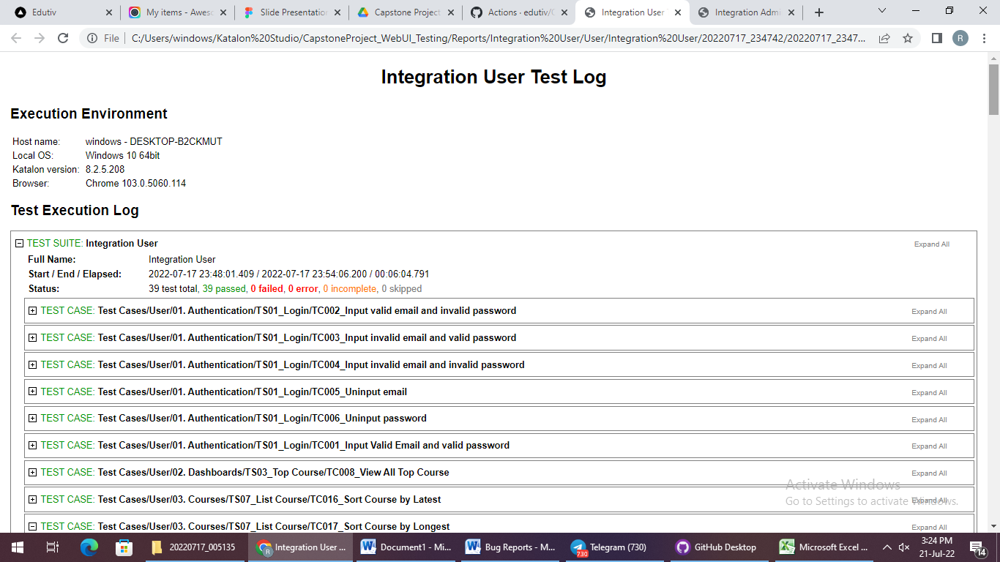 Edutiv
My items - Awes
Slide Presentatio
Capstone Project
Actions · edutiv/C
Integration User
Integration Admi
File
C:/Users/windows/Katalon%20Studio/CapstoneProject_WebUI_Testing/Reports/Integration%20User/User/Integration%20User/20220717_234742/20220717_2347...
R
Integration User Test Log
Execution Environment
Host name: windows - DESKTOP-B2CKMUT
Local OS: Windows 10 64bit
Katalon version: 8.2.5.208
Browser: Chrome 103.0.5060.114
Test Execution Log
TEST SUITE: Integration User Expand All
Full Name: Integration User
Start / End / Elapsed: 2022-07-17 23:48:01.409 / 2022-07-17 23:54:06.200 / 00:06:04.791
Status: 39 test total, 39 passed, 0 failed, 0 error, 0 incomplete, 0 skipped
TEST CASE: Test Cases/User/01. Authentication/TS01_Login/TC002_Input valid email and invalid password Expand All
TEST CASE: Test Cases/User/01. Authentication/TS01_Login/TC003_Input invalid email and valid password Expand All
TEST CASE: Test Cases/User/01. Authentication/TS01_Login/TC004_Input invalid email and invalid password Expand All
TEST CASE: Test Cases/User/01. Authentication/TS01_Login/TC005_Uninput email Expand All
TEST CASE: Test Cases/User/01. Authentication/TS01_Login/TC006_Uninput password Expand All
TEST CASE: Test Cases/User/01. Authentication/TS01_Login/TC001_Input Valid Email and valid password Expand All
TEST CASE: Test Cases/User/02. Dashboards/TS03_Top Course/TC008_View All Top Course Expand All
Activate Windows
TEST CASE: Test Cases/User/03. Courses/TS07_List Course/TC016_Sort Course by Latest Expand All
Go to Settings to activate Windows.
TEST CASE: Test Cases/User/03. Courses/TS07_List Course/TC017_Sort Course by Longest Expand All
20220717_005135
R
Integration User ...
Document1 - Mi...
Bug Reports - M...
730
Telegram (730)
GitHub Desktop
Microsoft Excel ...
3:24 PM
21-Jul-22
14